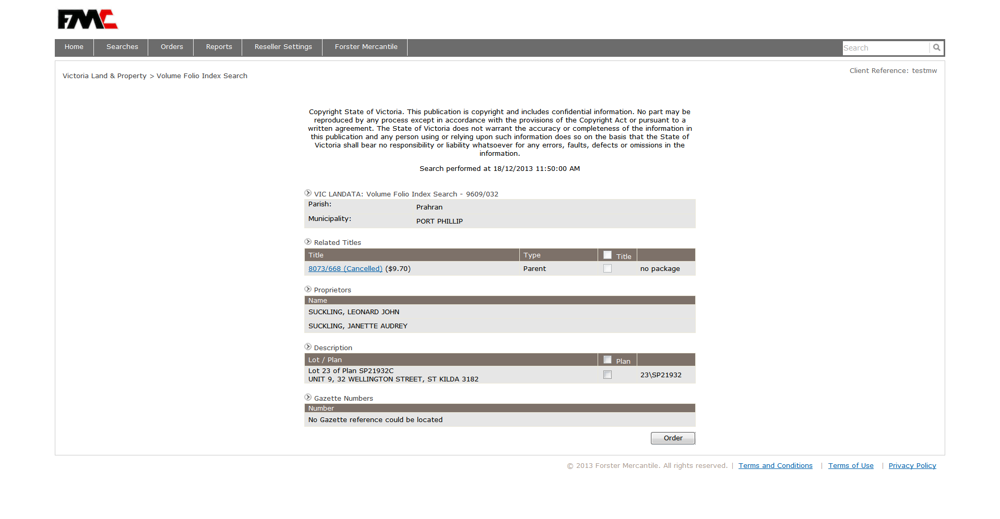 FMC
Home Searches Orders Reports Reseller Settings Forster Mercantile Search
Client Reference: testmw
Victoria Land & Property > Volume Folio Index Search
Copyright State of Victoria. This publication is copyright and includes confidential information. No part may be
reproduced by any process except in accordance with the provisions of the Copyright Act or pursuant to a
written agreement. The State of Victoria does not warrant the accuracy or completeness of the information in
this publication and any person using or relying upon such information does so on the basis that the State of
Victoria shall bear no responsibility or liability whatsoever for any errors, faults, defects or omissions in the
information.
Search performed at 18/12/2013 11:50:00 AM
VIC LANDATA: Volume Folio Index Search - 9609/032
Parish: Prahran
Municipality: PORT PHILLIP
Related Titles
Title Type Title
8073/668 (Cancelled) ($9.70) Parent no package
Proprietors
Name
SUCKLING, LEONARD JOHN
SUCKLING, JANETTE AUDREY
Description
Lot / Plan Plan
Lot 23 of Plan SP21932C
UNIT 9, 32 WELLINGTON STREET, ST KILDA 3182 23\SP21932
Gazette Numbers
Number
No Gazette reference could be located
Order
© 2013 Forster Mercantile. All rights reserved. | Terms and Conditions | Terms of Use | Privacy Policy